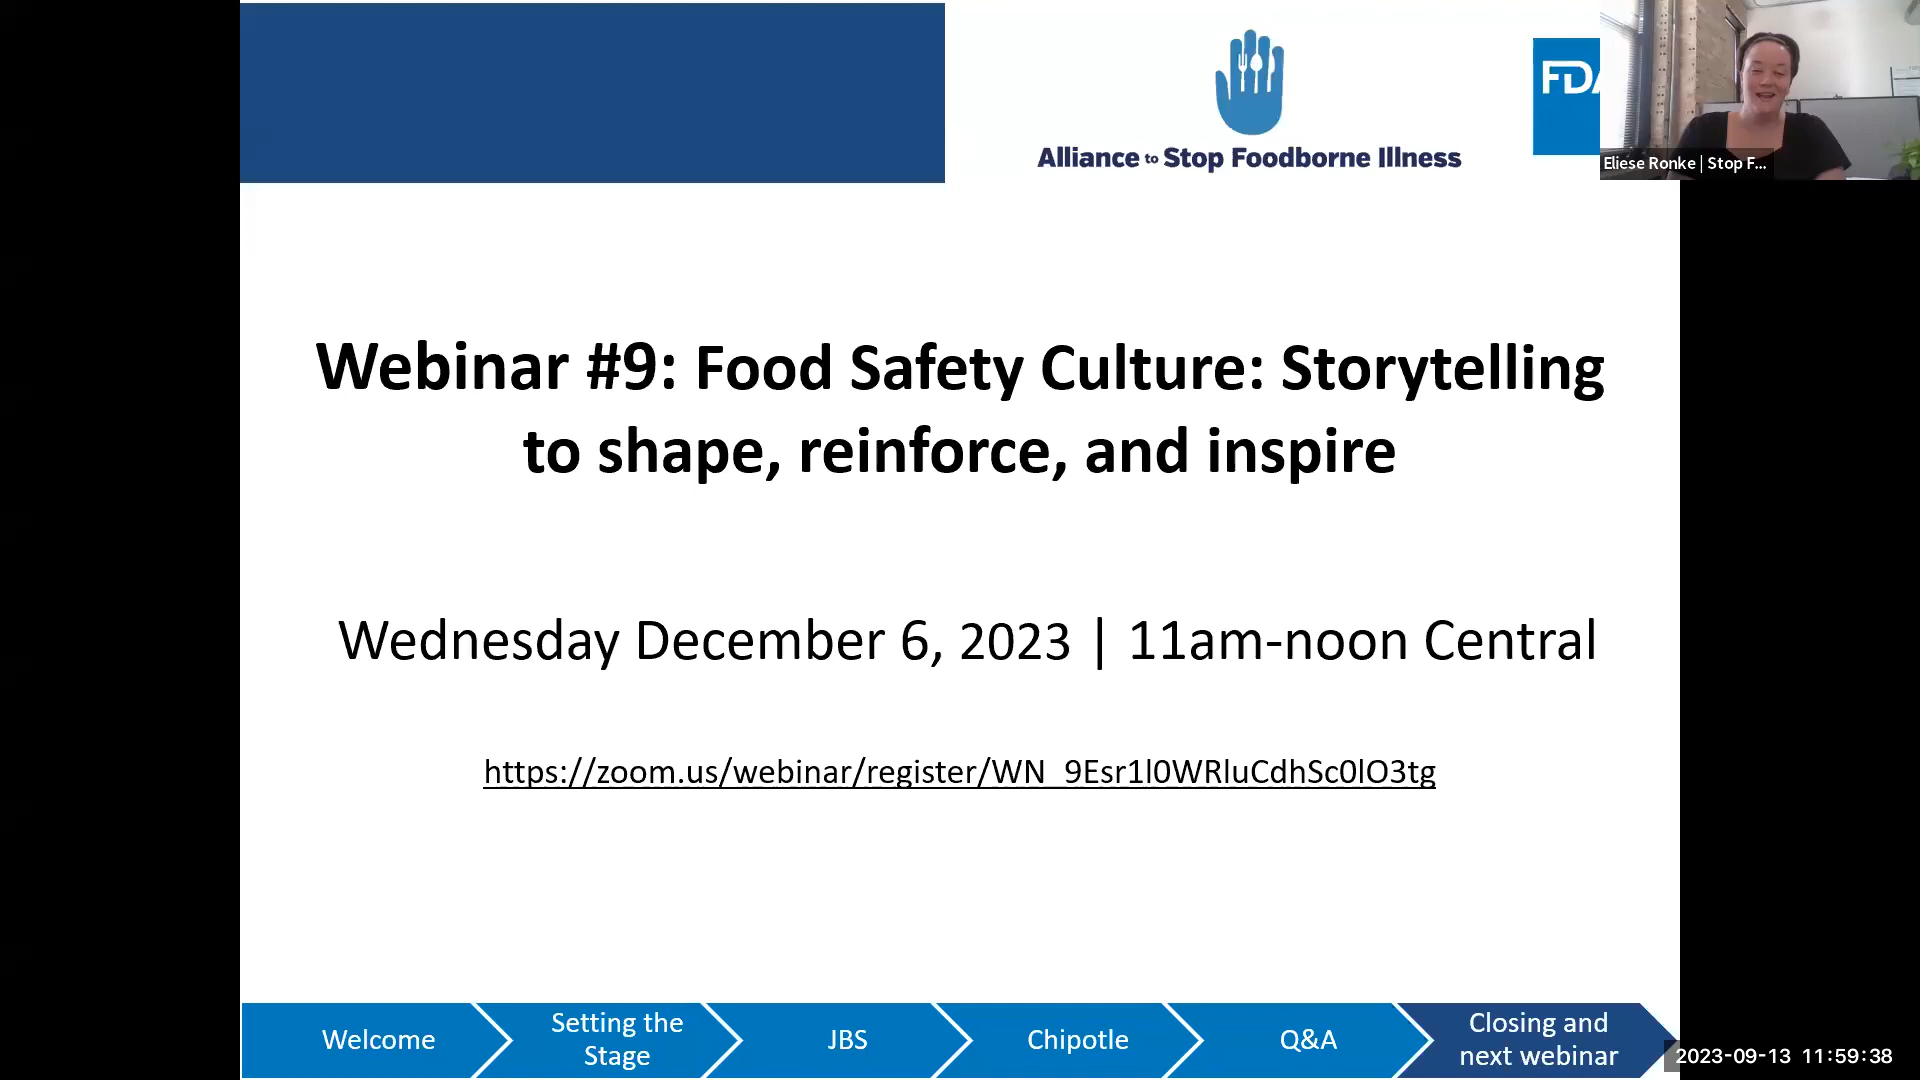 Alliance to Stop Foodborne Illness
FDA
Eliese Ronke | Stop F...
Webinar #9: Food Safety Culture: Storytelling
to shape, reinforce, and inspire
Wednesday December 6, 2023 | 11am-noon Central
https://zoom.us/webinar/register/WN_9Esr1l0WRluCdhSc0lO3tg
Welcome
Setting the
Stage
JBS
Chipotle
Q&A
Closing and
next webinar
2023-09-13 11:59:38